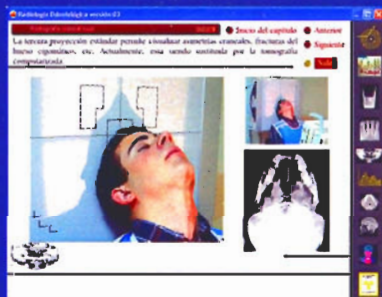 Radiología Odontológica versión 03
Inicio del capítulo
Anterior
La tercera proyección estándar permite visualizar asimetrías craneales, fracturas del
Siguiente
hueso cigomático, etc. Actualmente, está siendo sustituida por la tomografía
computarizada
Salir